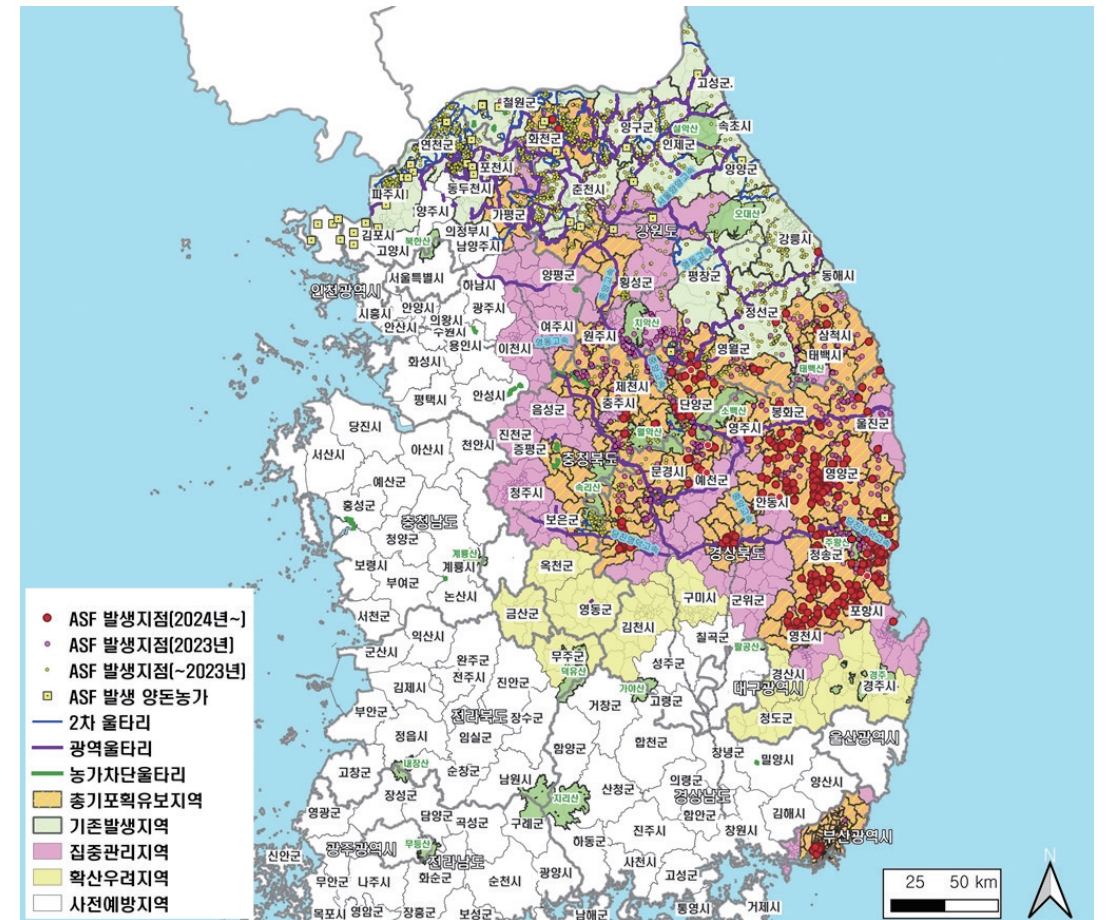 고성군
철원군
양구군
속초시
설악산
화천군
인제군
연천군
양양군
포천시
춘천시
동두천시
파주시
양주시
가평군
오대산
의정부시
강원도
김포시
북한산
남양주시
강릉시
고양시
서울특별시
양평군
횡성군
평창군
동해시
인천광역시
하남시
정선군
안양시
광주시
시흥시
의왕시
여주시
원주시
치악산
삼척시
안산시
수원시
영동고속
영월군
용인시
이천시
태백시
화성시
제천시
태백산
안성시
충주시
단양군
소백산
평택시
음성군
봉화군
당진시
영주시
울진군
진천군
월악산
서산시
아산시
천안시
증평군
충청북도
문경시
예천군
영양군
예산군
청주시
속리산
안동시
홍성군
충청남도
보은군
당진영덕고속
당진영덕고속
청양군
주왕산
계룡산
경상북도
청송군
보령시
계룡시
옥천군
부여군
논산시
구미시
군위군
포항시
서천군
금산군
영동군
김천시
영천시
익산시
칠곡군
군산시
완주군
무주군
성주군
팔공산
전주시
덕유산
경산시
경주
김제시
진안군
가야산
대구광역시
경주시
거창군
고령군
부안군
전라북도
장수군
청도군
정읍시
임실군
울산광역시
함양군
합천군
창녕군
밀양시
고창군
내장산
순창군
남원시
의령군
양산시
장성군
산청군
경상남도
영광군
지리산
함안군
김해시
담양군
곡성군
구례군
부산광역시
광주광역시
무등산
하동군
진주시
창원시
신안군
전라남도
무안군
나주시
화순군
순천시
광양시
사천시
고성군
목포시
영암군
장흥군
보성군
남해군
통영시
거제시
ASF 발생지점(2024년~)
ASF 발생지점(2023년)
ASF 발생지점(~2023년)
ASF 발생 양돈농가
2차 울타리
광역울타리
농가차단울타리
총기포획유보지역
기존발생지역
집중관리지역
확산우려지역
사전예방지역
25 50 km
N